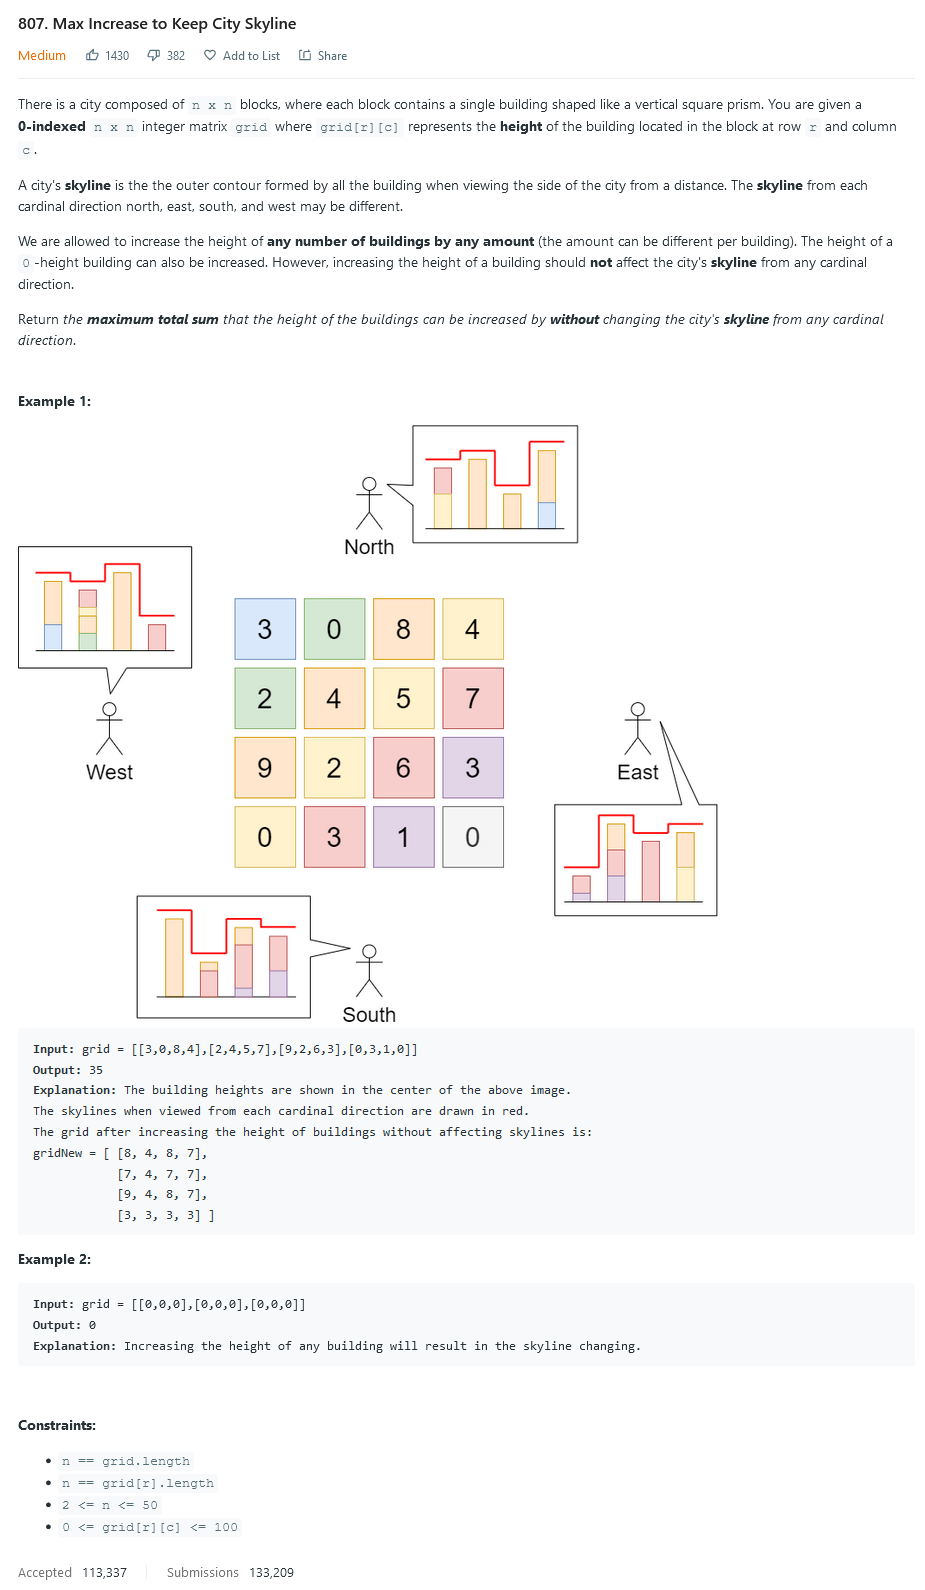 807. Max Increase to Keep City Skyline
Medium 1430 382 Add to List Share
There is a city composed of n x n blocks, where each block contains a single building shaped like a vertical square prism. You are given a
0-indexed n x n integer matrix grid where grid[r][c] represents the height of the building located in the block at row r and column
c.
A city's skyline is the the outer contour formed by all the building when viewing the side of the city from a distance. The skyline from each
cardinal direction north, east, south, and west may be different.
We are allowed to increase the height of any number of buildings by any amount (the amount can be different per building). The height of a
0-height building can also be increased. However, increasing the height of a building should not affect the city's skyline from any cardinal
direction.
Return the maximum total sum that the height of the buildings can be increased by without changing the city's skyline from any cardinal
direction.
Example 1:
North
3 0 8 4
2 4 5 7
West
East
9 2 6 3
0 3 1 0
South
Input: grid = [[3,0,8,4],[2,4,5,7],[9,2,6,3],[0,3,1,0]]
Output: 35
Explanation: The building heights are shown in the center of the above image.
The skylines when viewed from each cardinal direction are drawn in red.
The grid after increasing the height of buildings without affecting skylines is:
gridNew = [ [8, 4, 8, 7],
[7, 4, 7, 7],
[9, 4, 8, 7],
[3, 3, 3, 3] ]
Example 2:
Input: grid = [[0,0,0],[0,0,0],[0,0,0]]
Output: 0
Explanation: Increasing the height of any building will result in the skyline changing.
Constraints:
• n == grid.length
• n == grid[r].length
• 2 <= n <= 50
• 0 <= grid[r][c] <= 100
Accepted 113,337 Submissions 133,209